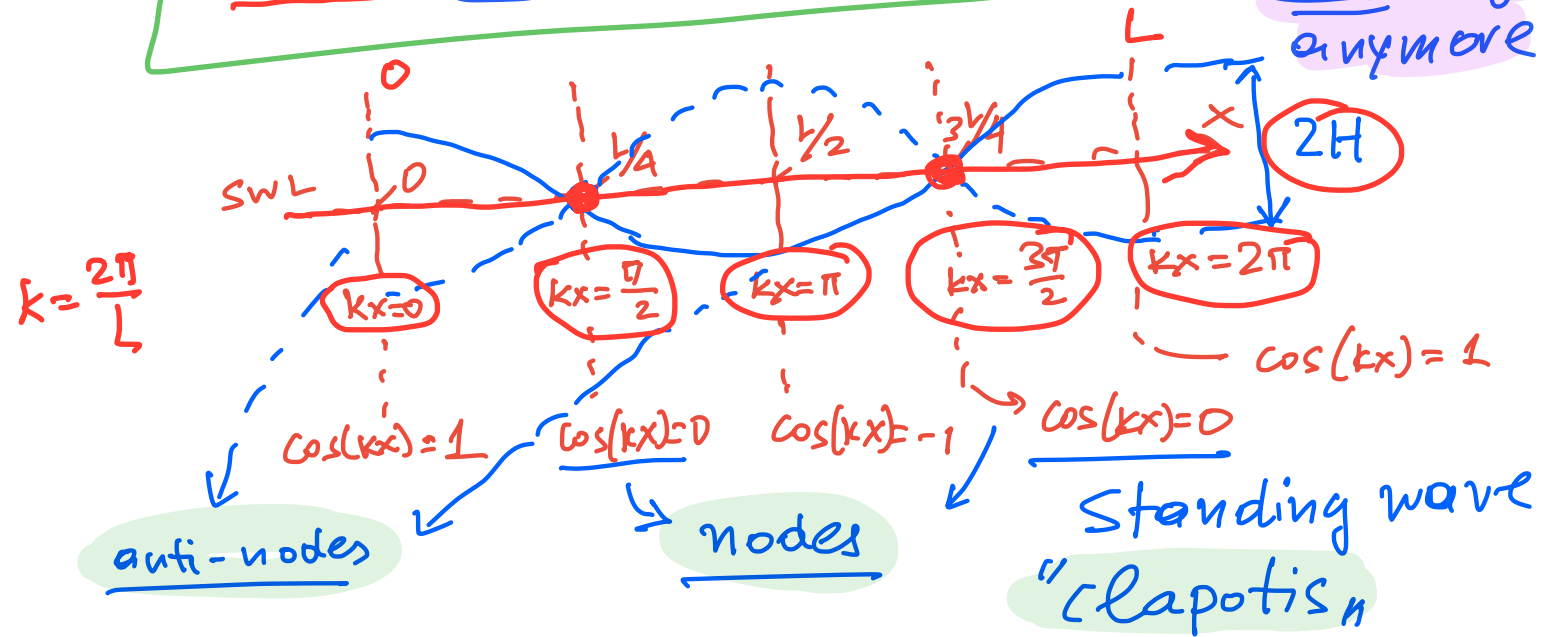 anymore
0
L
L/4
L/2
3L/4
x
2H
SWL
0
k = 2π/L
kx=0
kx = π/2
kx = π
kx = 3π/2
kx = 2π
cos(kx) = 1
cos(kx)=1
cos(kx)=0
cos(kx)=-1
cos(kx)=0
anti-nodes
nodes
Standing wave
"clapotis"